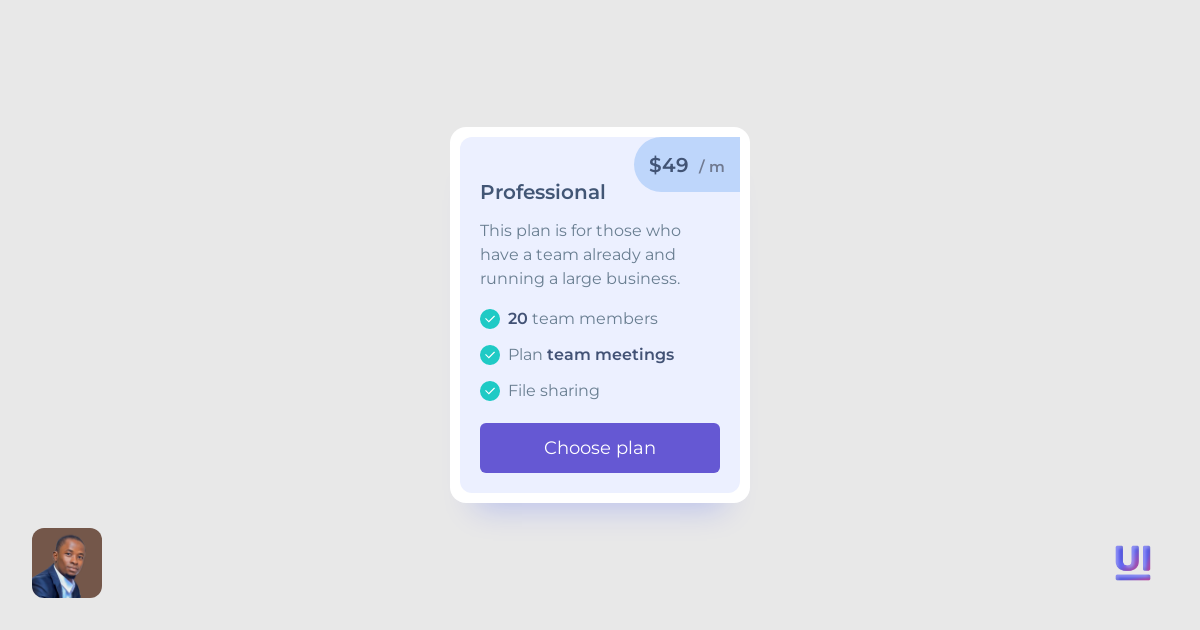 $49 / m
Professional
This plan is for those who
have a team already and
running a large business.
20 team members
Plan team meetings
File sharing
Choose plan
UI